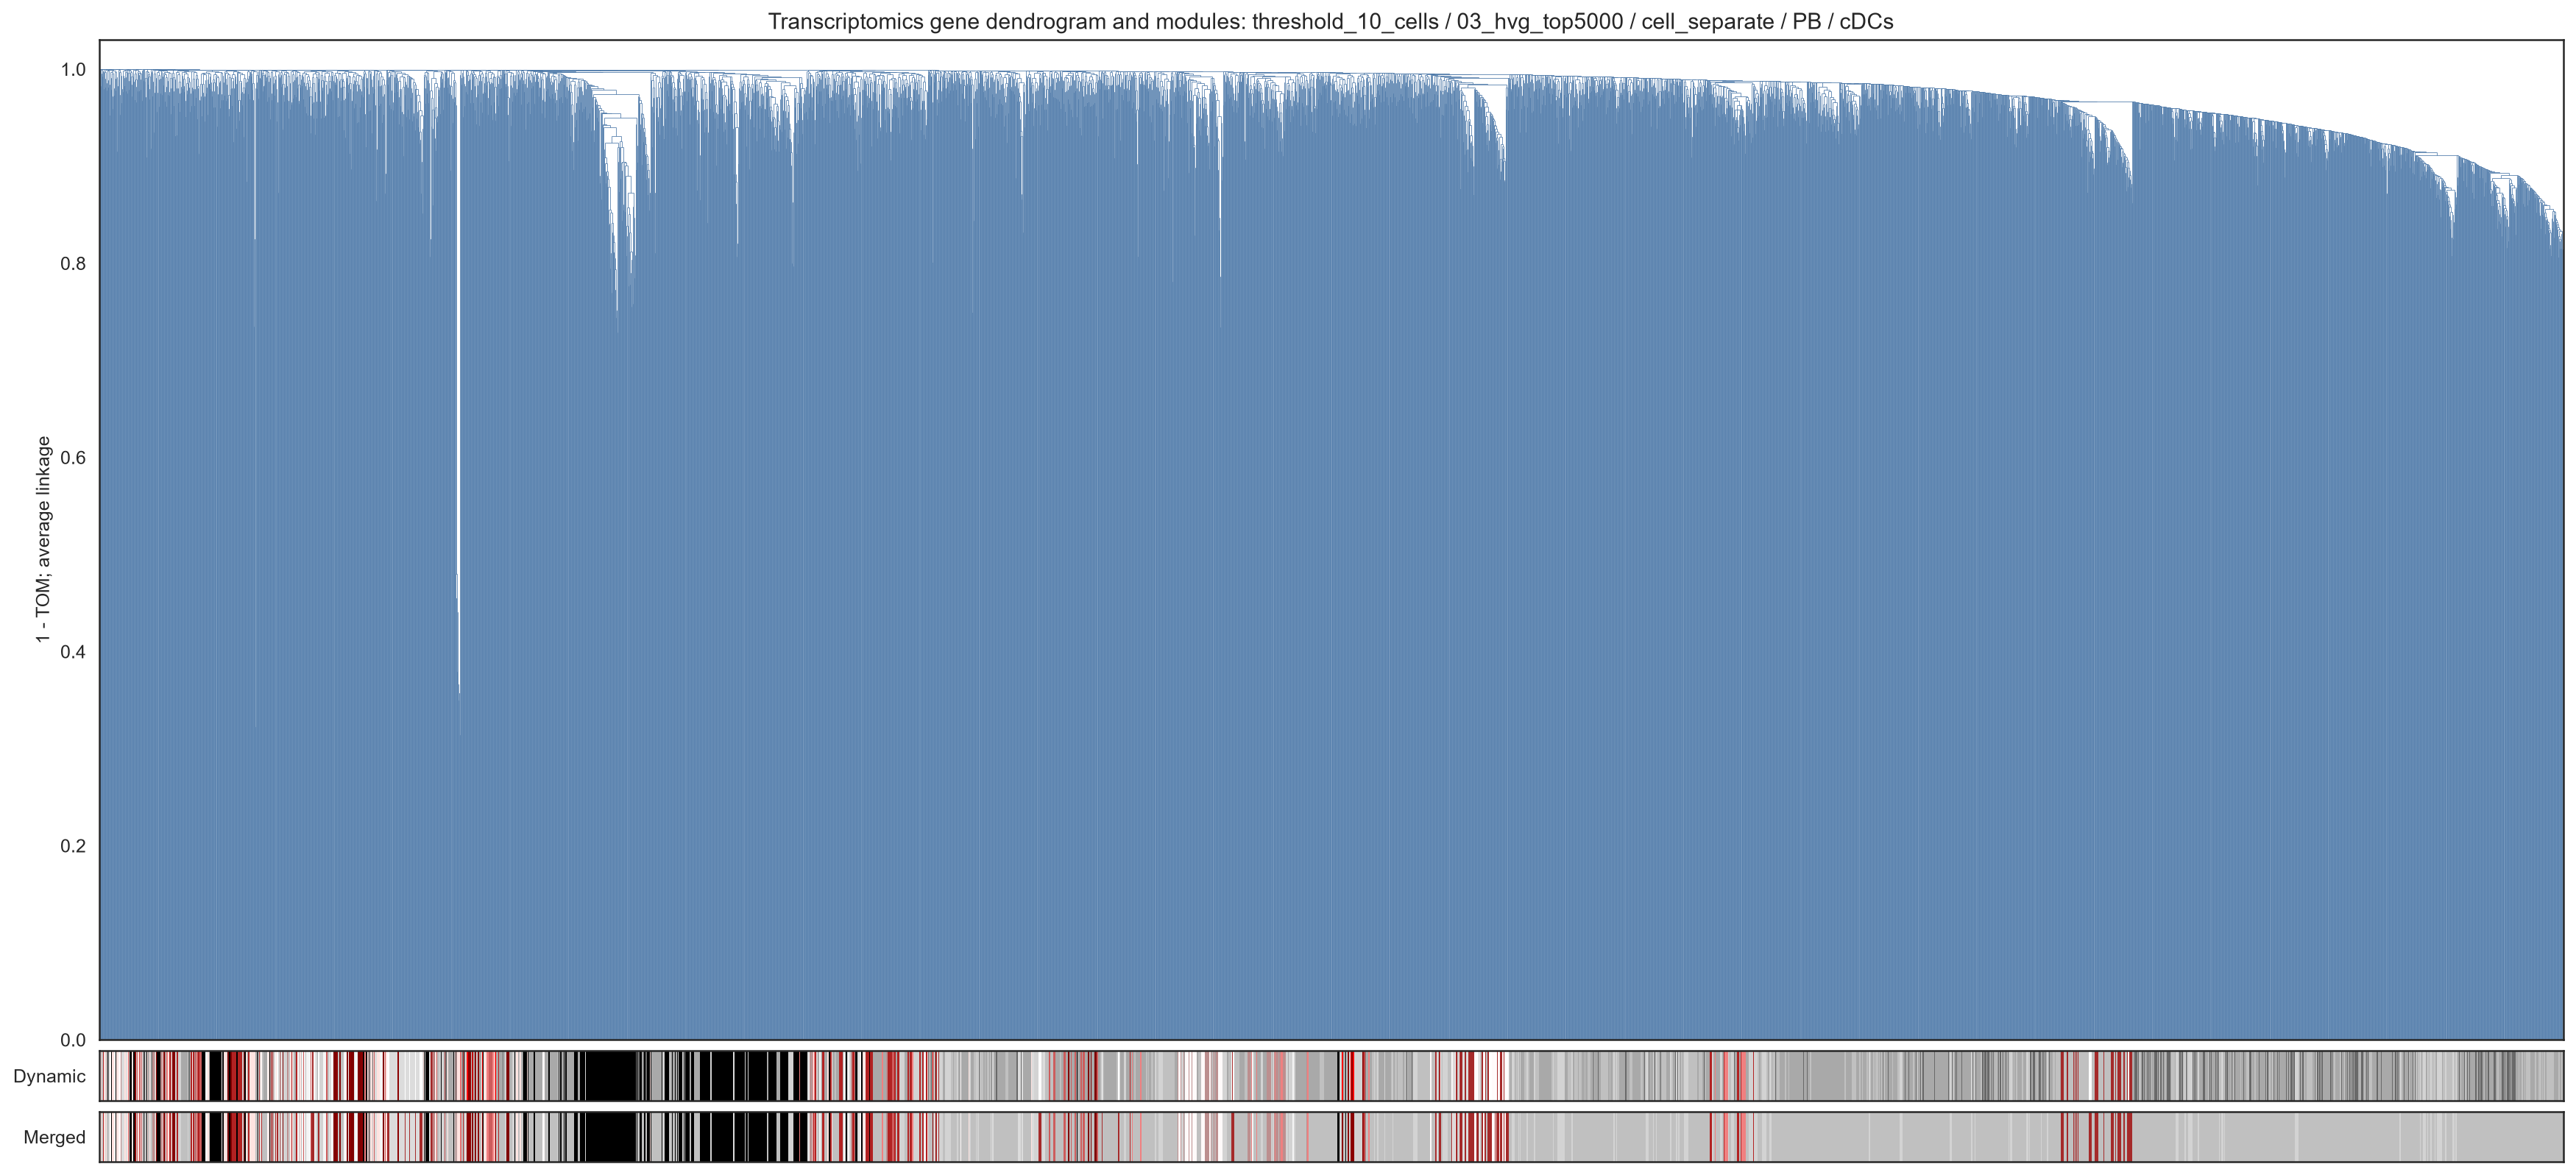 Transcriptomics gene dendrogram and modules: threshold_10_cells / 03_hvg_top5000 / cell_separate / PB / cDCs
1.0
0.8
0.6
0.4
0.2
0.0
1 - TOM; average linkage
Dynamic
Merged